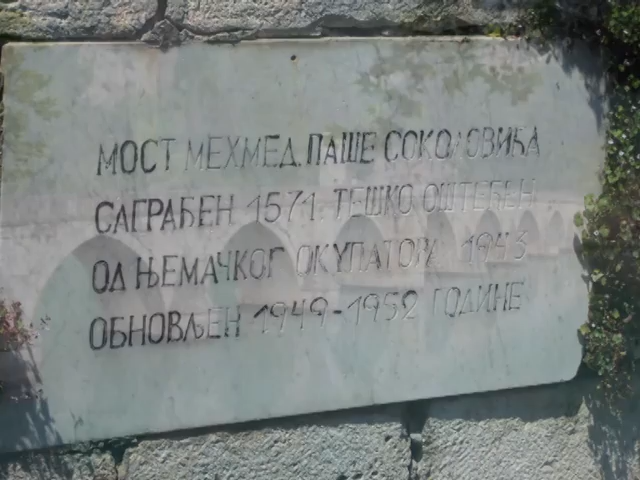 МОСТ МЕХМЕД. ПАШЕ СОКОЛОВИЋА
САГРАЂЕН 1571. ТЕШКО ОШТЕЋЕН
ОД ЊЕМАЧКОГ ОКУПАТОРА 1943
ОБНОВЉЕН 1949-1952 ГОДИНЕ